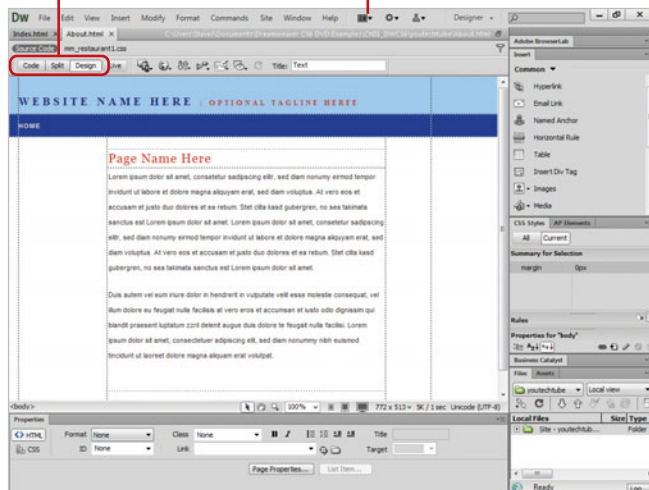 Dw File Edit View Insert Modify Format Commands Site Window Help Designer
Index.html × About.html ×
Source Code mm_restaurant1.css
Code Split Design Live Title: Text
WEBSITE NAME HERE | OPTIONAL TAGLINE HEREE
HOME
Page Name Here
Lorem ipsum dolor sit amet, consetetur sadipscing elitr, sed diam nonumy eirmod tempor
invidunt ut labore et dolore magna aliquyam erat, sed diam voluptua. At vero eos et
accusam et justo duo dolores et ea rebum. Stet clita kasd gubergren, no sea takimata
sanctus est Lorem ipsum dolor sit amet. Lorem ipsum dolor sit amet, consetetur sadipscing
elitr, sed diam nonumy eirmod tempor invidunt ut labore et dolore magna aliquyam erat, sed
diam voluptua. At vero eos et accusam et justo duo dolores et ea rebum. Stet clita kasd
gubergren, no sea takimata sanctus est Lorem ipsum dolor sit amet.
Duis autem vel eum iriure dolor in hendrerit in vulputate velit esse molestie consequat, vel
illum dolore eu feugiat nulla facilisis at vero eros et accumsan et iusto odio dignissim qui
blandit praesent luptatum zzril delenit augue duis dolore te feugait nulla facilisi. Lorem
ipsum dolor sit amet, consectetuer adipiscing elit, sed diam nonummy nibh euismod
tincidunt ut laoreet dolore magna aliquam erat volutpat.
<body> 100% 772 x 513 5K / 1 sec Unicode (UTF-8)
Properties
HTML Format None Class None B I Title
CSS ID None Link Target
Page Properties... List Item...
Adobe BrowserLab
Insert
Common
Hyperlink
Email Link
Named Anchor
Horizontal Rule
Table
Insert Div Tag
Images
Media
CSS Styles AP Elements
All Current
Summary for Selection
margin 0px
Rules
Properties for "body"
Business Catalyst
Files Assets
youtechtube Local view
Local Files Size Type
Site - youtechtub... Folder
Ready Log...